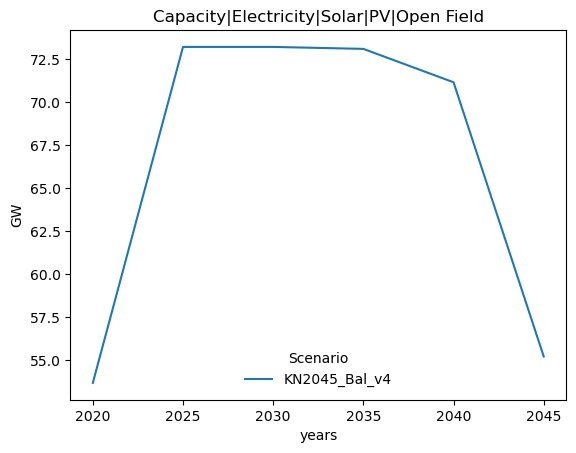 Capacity|Electricity|Solar|PV|Open Field
72.5
70.0
67.5
65.0
62.5
60.0
57.5
55.0
GW
Scenario
KN2045_Bal_v4
2020 2025 2030 2035 2040 2045
years